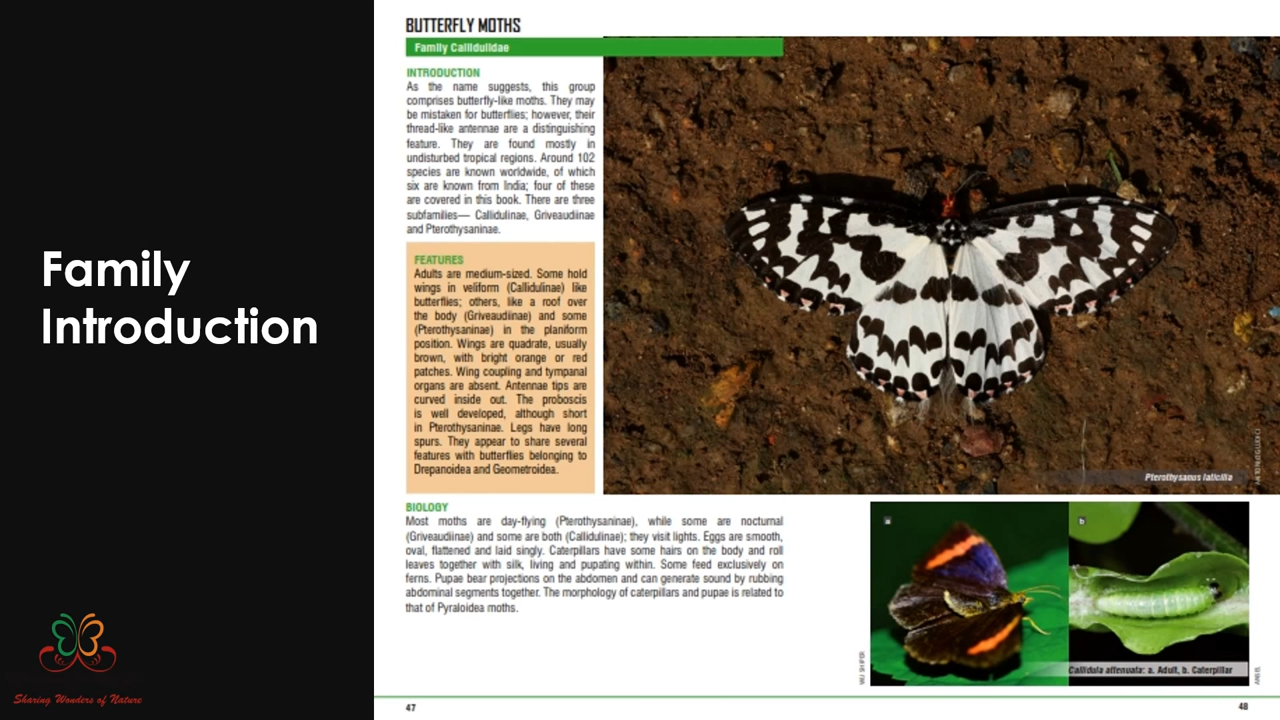 Family
Introduction
Sharing Wonders of Nature
BUTTERFLY MOTHS
Family Callidulidae
INTRODUCTION
As the name suggests, this group
comprises butterfly-like moths. They may
be mistaken for butterflies; however, their
thread-like antennae are a distinguishing
feature. They are found mostly in
undisturbed tropical regions. Around 102
species are known worldwide, of which
six are known from India; four of these
are covered in this book. There are three
subfamilies— Callidulinae, Griveaudiinae
and Pterothysaninae.
FEATURES
Adults are medium-sized. Some hold
wings in veliform (Callidulinae) like
butterflies; others, like a roof over
the body (Griveaudiinae) and some
(Pterothysaninae) in the planiform
position. Wings are quadrate, usually
brown, with bright orange or red
patches. Wing coupling and tympanal
organs are absent. Antennae tips are
curved inside out. The proboscis
is well developed, although short
in Pterothysaninae. Legs have long
spurs. They appear to share several
features with butterflies belonging to
Drepanoidea and Geometroidea.
Pterothysanus laticilia
BIOLOGY
Most moths are day-flying (Pterothysaninae), while some are nocturnal
(Griveaudiinae) and some are both (Callidulinae); they visit lights. Eggs are smooth,
oval, flattened and laid singly. Caterpillars have some hairs on the body and roll
leaves together with silk, living and pupating within. Some feed exclusively on
ferns. Pupae bear projections on the abdomen and can generate sound by rubbing
abdominal segments together. The morphology of caterpillars and pupae is related to
that of Pyraloidea moths.
a
b
Callidula attenuata: a. Adult, b. Caterpillar
47
48